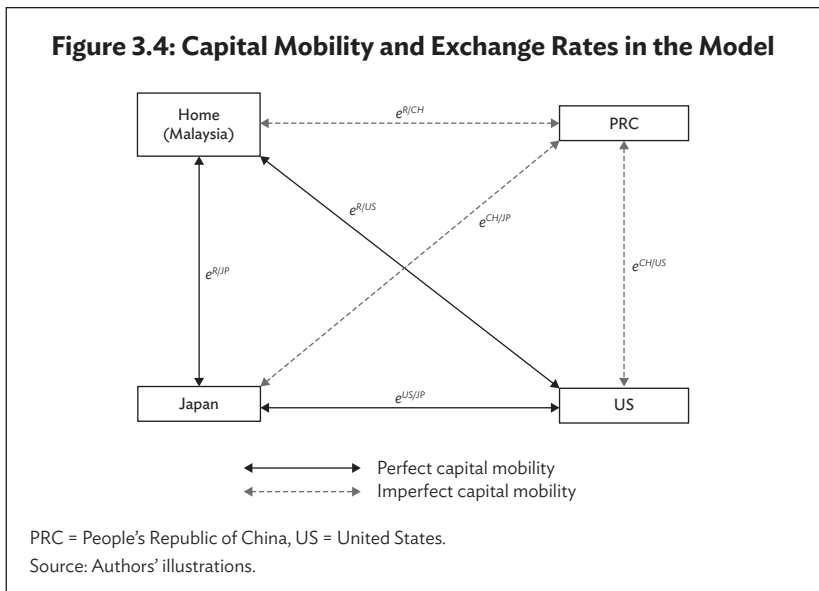 Figure 3.4: Capital Mobility and Exchange Rates in the Model
Home
(Malaysia)
e^R/CH
PRC
e^R/US
e^CH/JP
e^R/JP
e^CH/US
Japan
e^US/JP
US
Perfect capital mobility
Imperfect capital mobility
PRC = People’s Republic of China, US = United States.
Source: Authors’ illustrations.